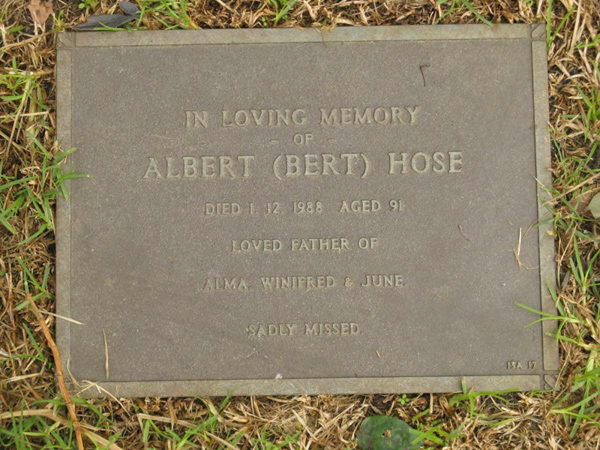 IN LOVING MEMORY
- OF -
ALBERT (BERT) HOSE
DIED 1. 12. 1988 AGED 91
LOVED FATHER OF
ALMA WINIFRED & JUNE
SADLY MISSED.